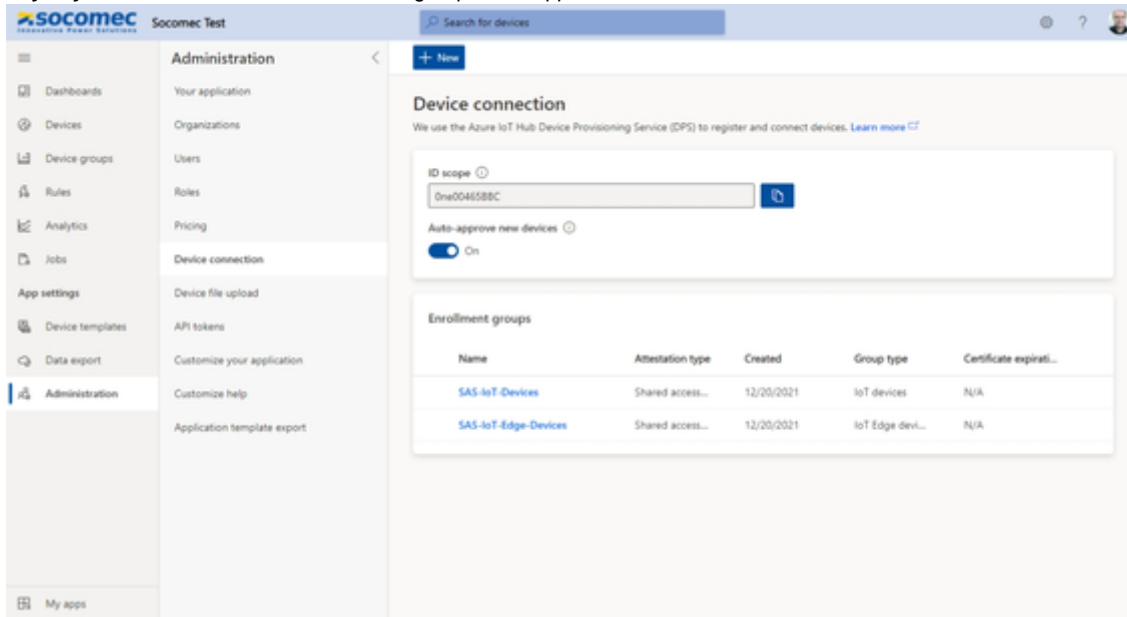 socomec
Innovative Power Solutions
Socomec Test
Search for devices
?
Dashboards
Devices
Device groups
Rules
Analytics
Jobs
App settings
Device templates
Data export
Administration
My apps
Administration
Your application
Organizations
Users
Roles
Pricing
Device connection
Device file upload
API tokens
Customize your application
Customize help
Application template export
+ New
Device connection
We use the Azure IoT Hub Device Provisioning Service (DPS) to register and connect devices. Learn more
ID scope
0ne00465BBC
Auto-approve new devices
On
Enrollment groups
Name Attestation type Created Group type Certificate expirati...
SAS-IoT-Devices Shared access... 12/20/2021 IoT devices N/A
SAS-IoT-Edge-Devices Shared access... 12/20/2021 IoT Edge devi... N/A